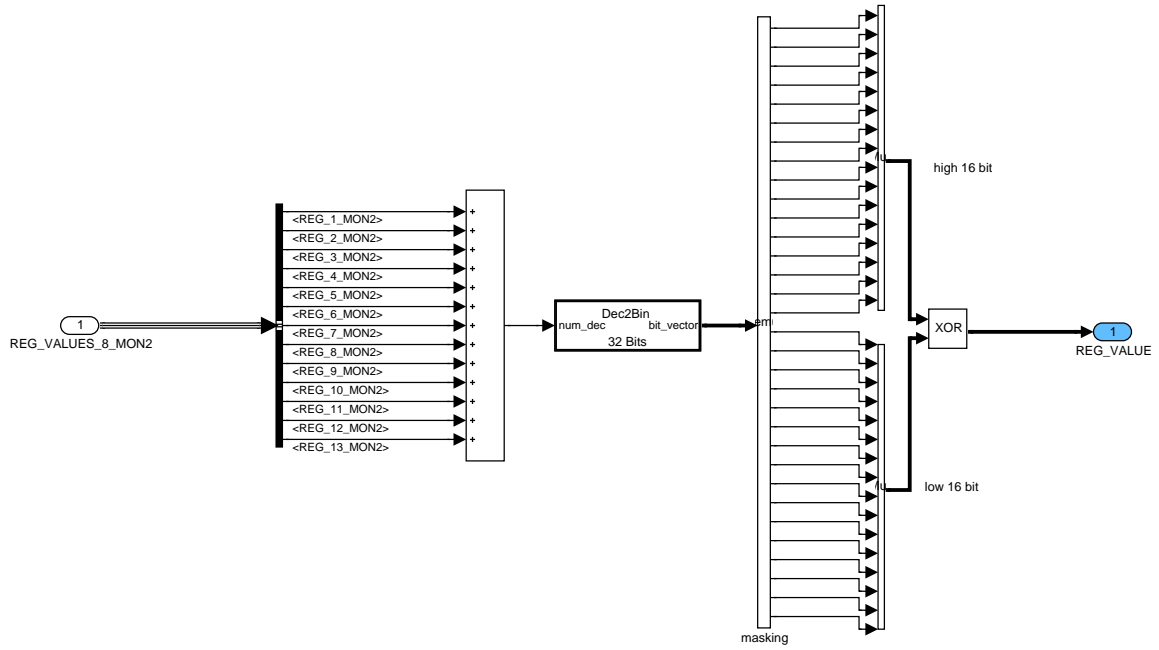 1
REG_VALUES_8_MON2
+
<REG_1_MON2>
+
<REG_2_MON2>
+
<REG_3_MON2>
+
<REG_4_MON2>
+
<REG_5_MON2>
+
<REG_6_MON2>
+
<REG_7_MON2>
+
<REG_8_MON2>
+
<REG_9_MON2>
+
<REG_10_MON2>
+
<REG_11_MON2>
+
<REG_12_MON2>
+
<REG_13_MON2>
Dec2Bin
num_dec bit_vector
32 Bits
masking
high 16 bit
low 16 bit
XOR
1
REG_VALUE